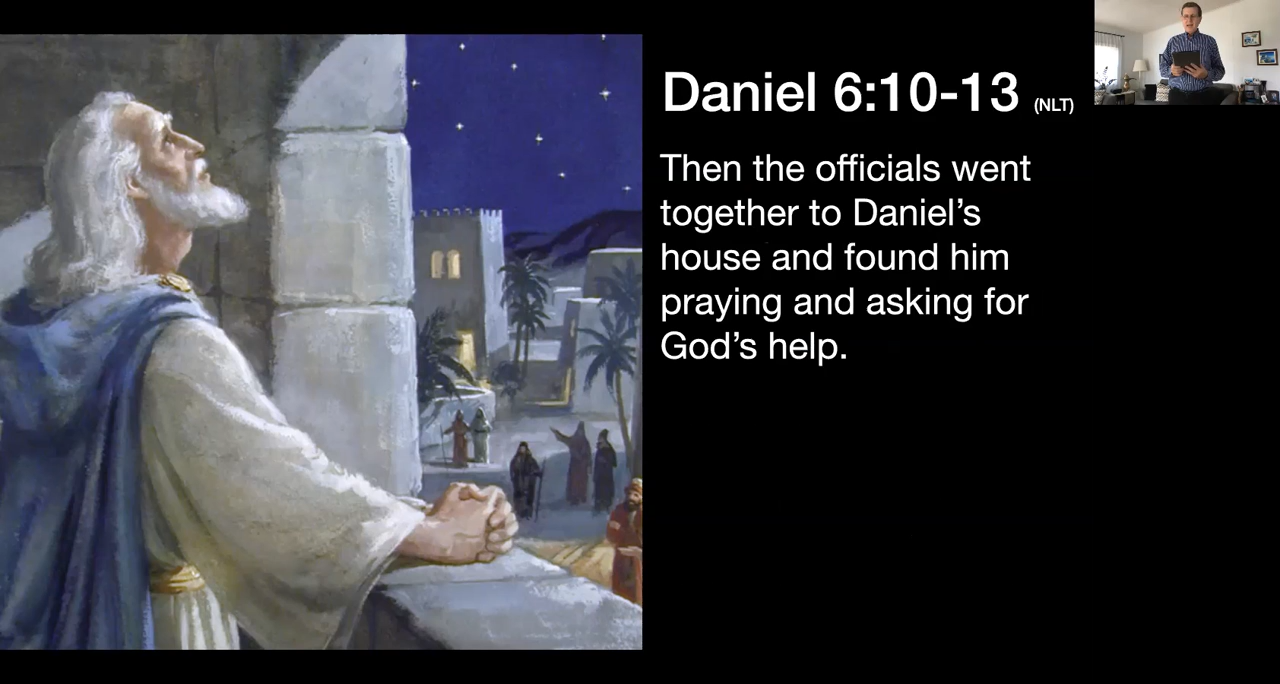 Daniel 6:10-13 (NLT)
Then the officials went
together to Daniel’s
house and found him
praying and asking for
God’s help.